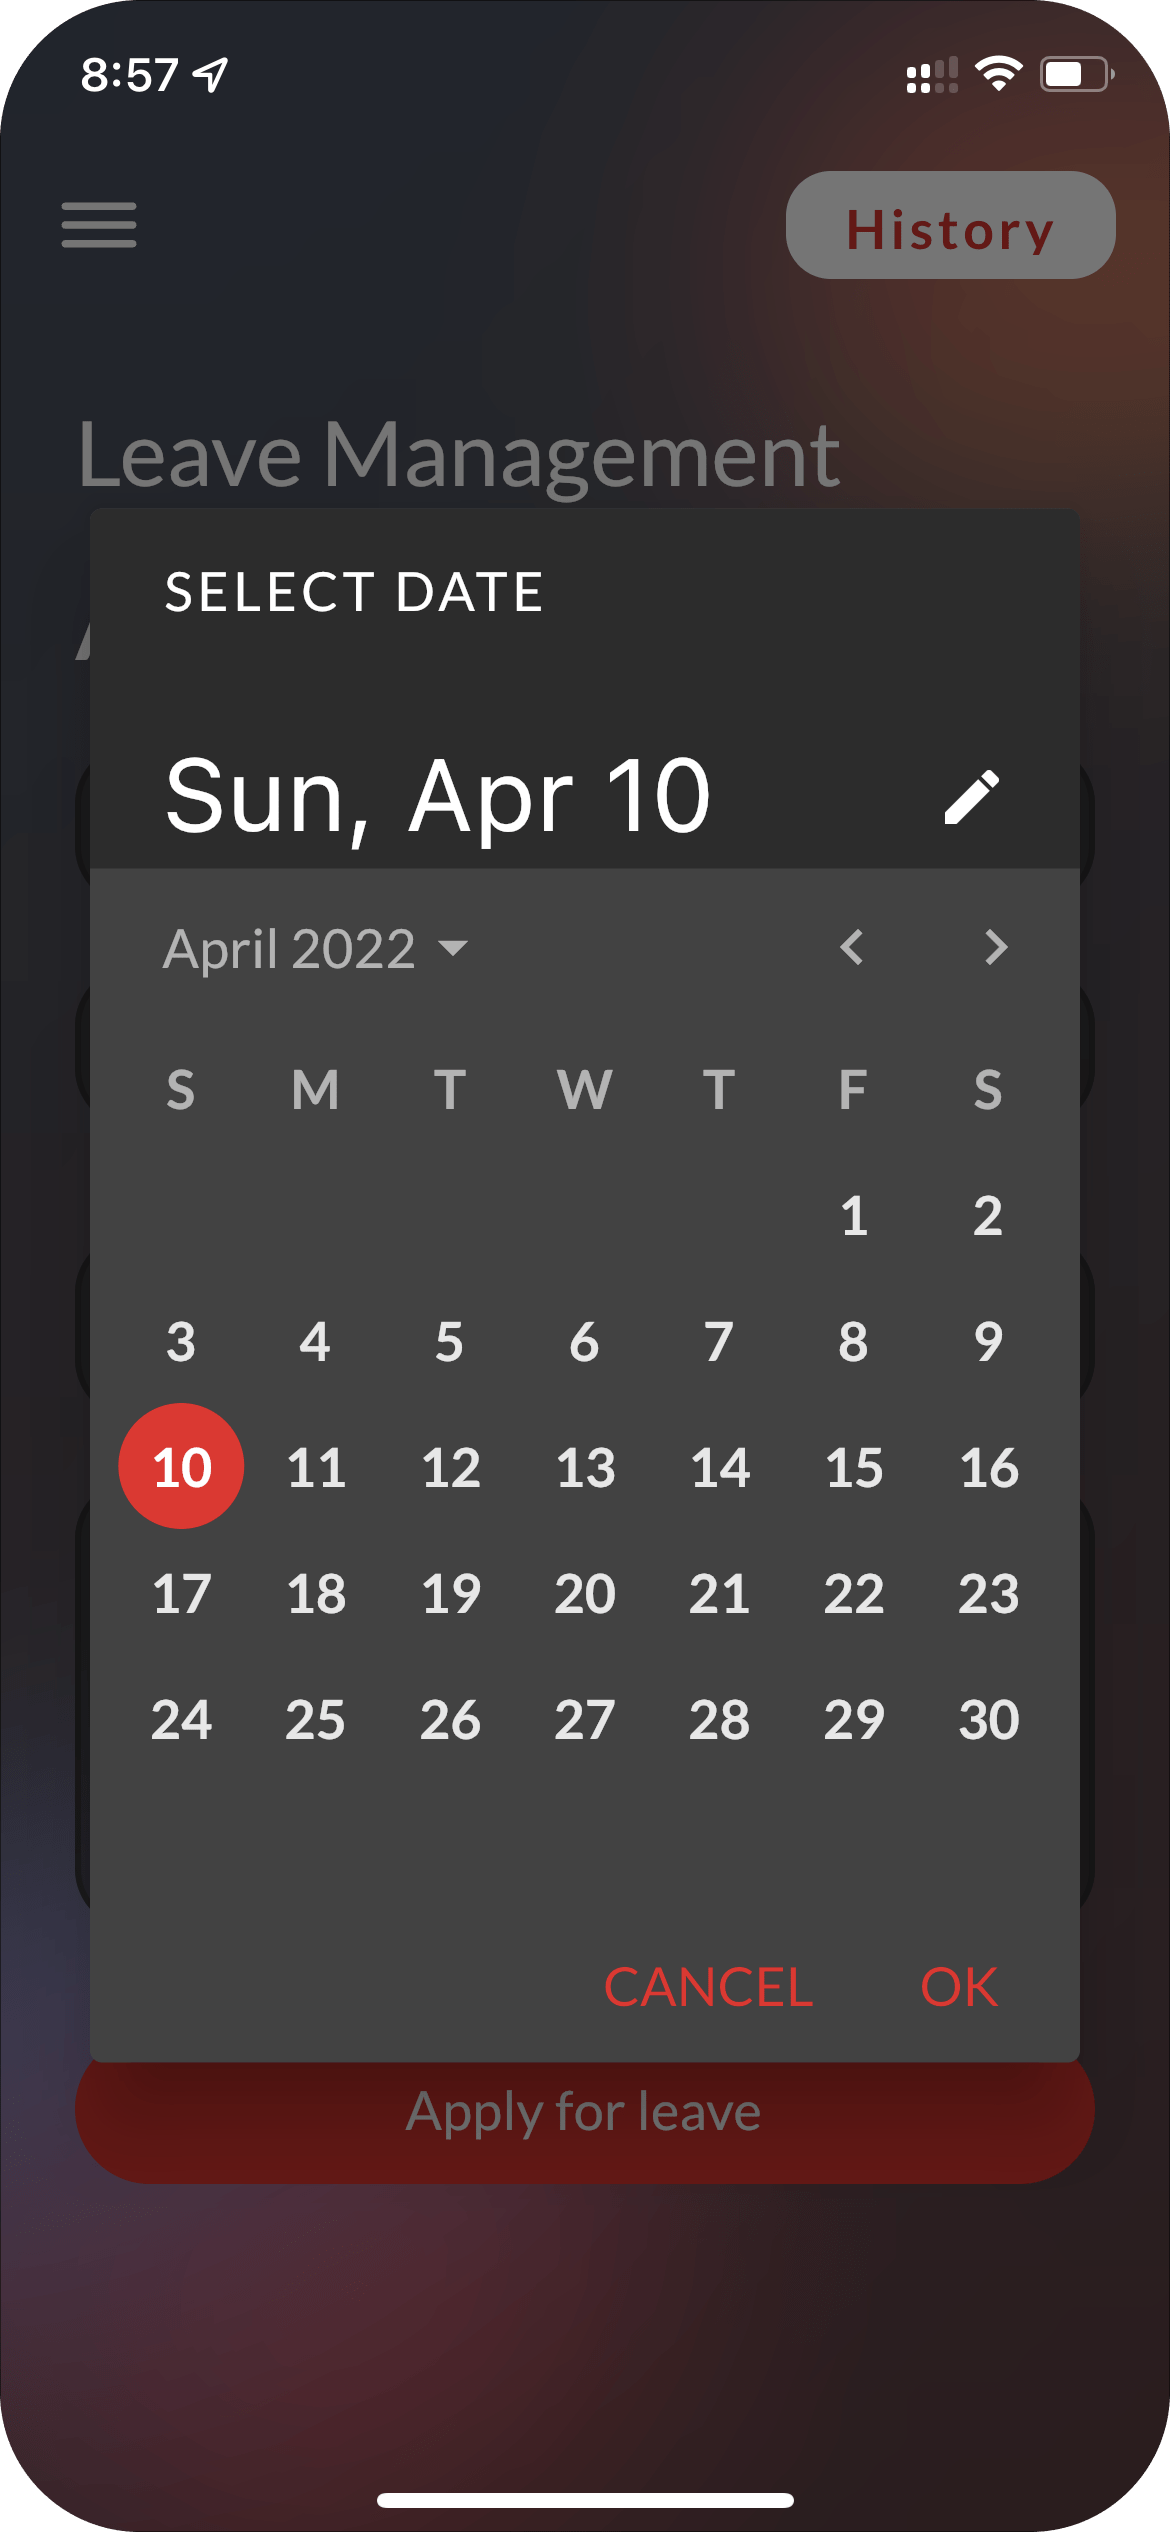 8:57
History
Leave Management
SELECT DATE
Sun, Apr 10
April 2022
S M T W T F S
1 2
3 4 5 6 7 8 9
10 11 12 13 14 15 16
17 18 19 20 21 22 23
24 25 26 27 28 29 30
CANCEL OK
Apply for leave